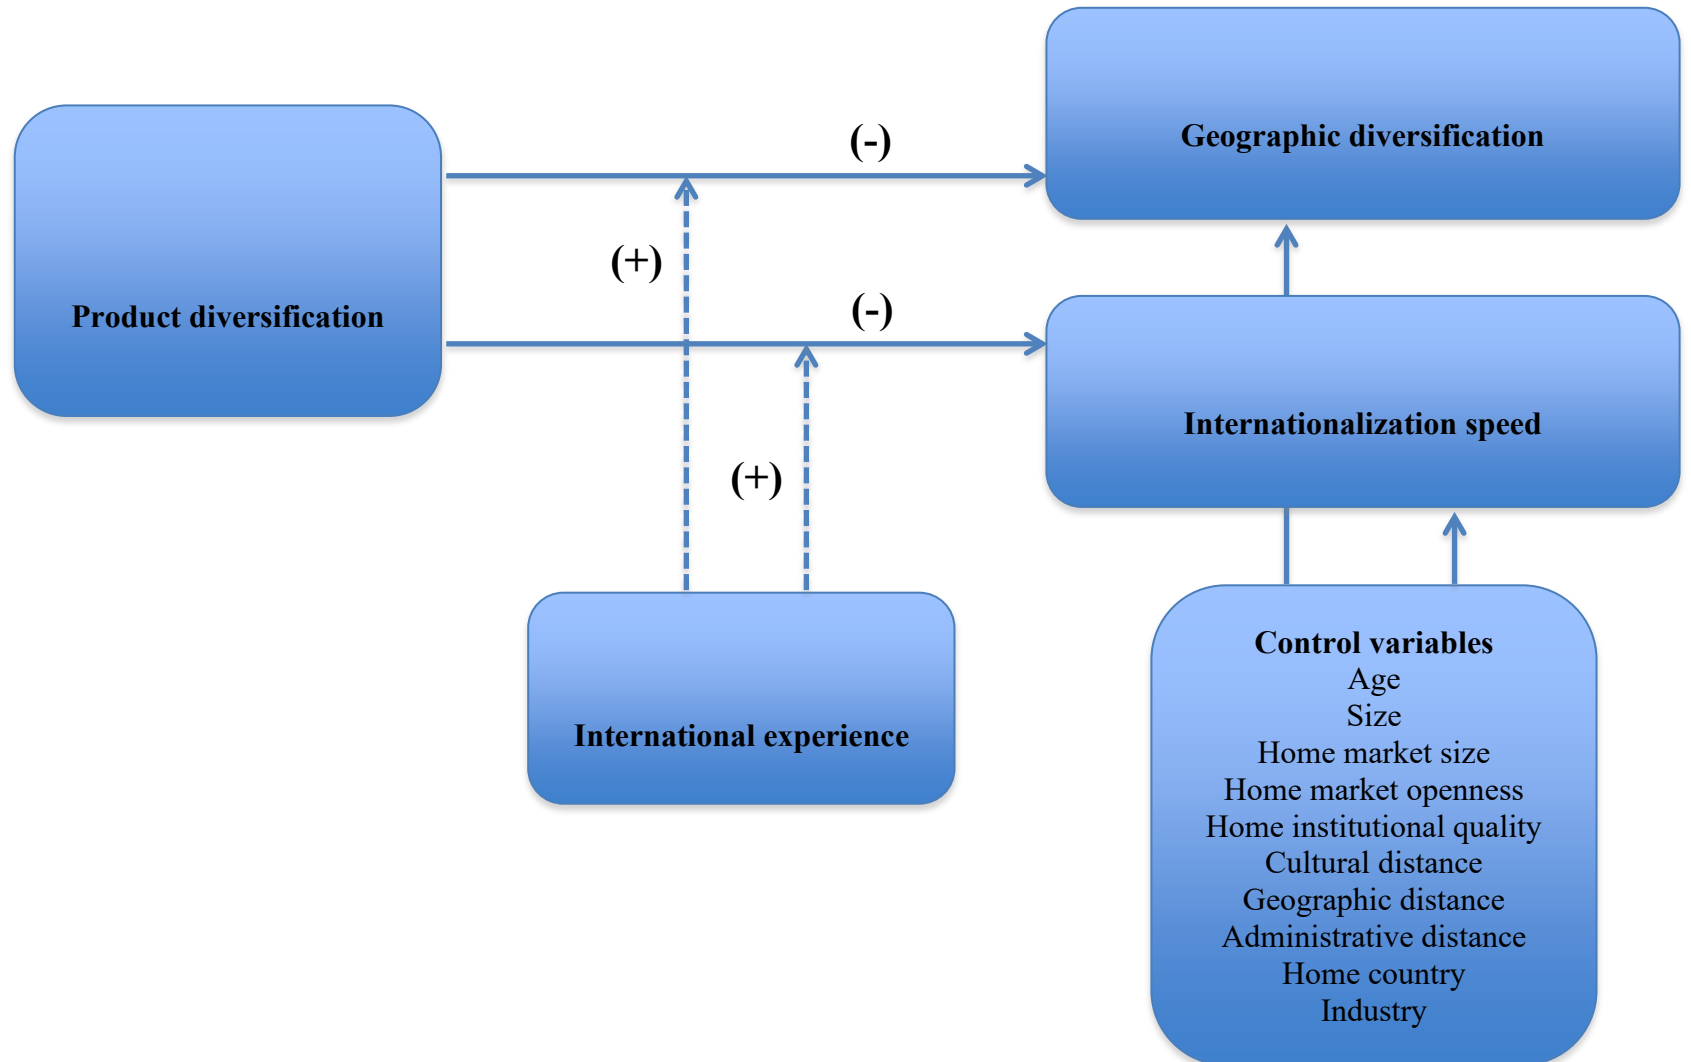 (-)
Geographic diversification
(+)
Product diversification
(-)
Internationalization speed
(+)
International experience
Control variables
Age
Size
Home market size
Home market openness
Home institutional quality
Cultural distance
Geographic distance
Administrative distance
Home country
Industry